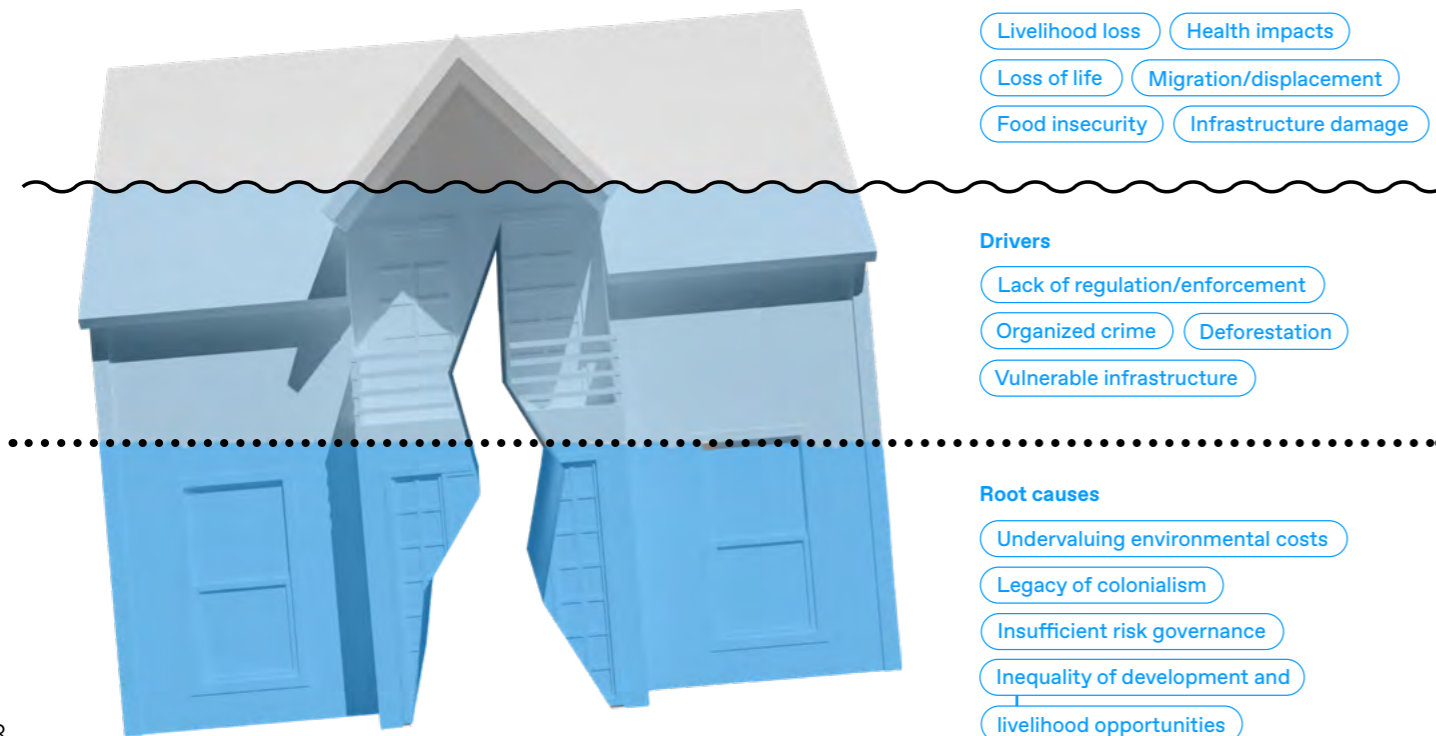 Livelihood loss Health impacts
Loss of life Migration/displacement
Food insecurity Infrastructure damage
Drivers
Lack of regulation/enforcement
Organized crime Deforestation
Vulnerable infrastructure
Root causes
Undervaluing environmental costs
Legacy of colonialism
Insufficient risk governance
Inequality of development and
livelihood opportunities